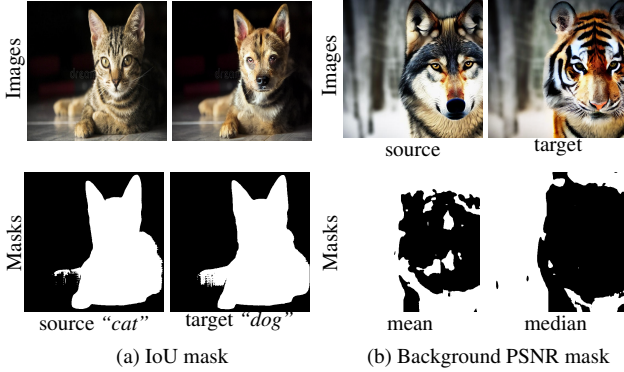 Images
source
target
Masks
source “cat”
target “dog”
mean
median
(a) IoU mask
Images
Masks
(b) Background PSNR mask